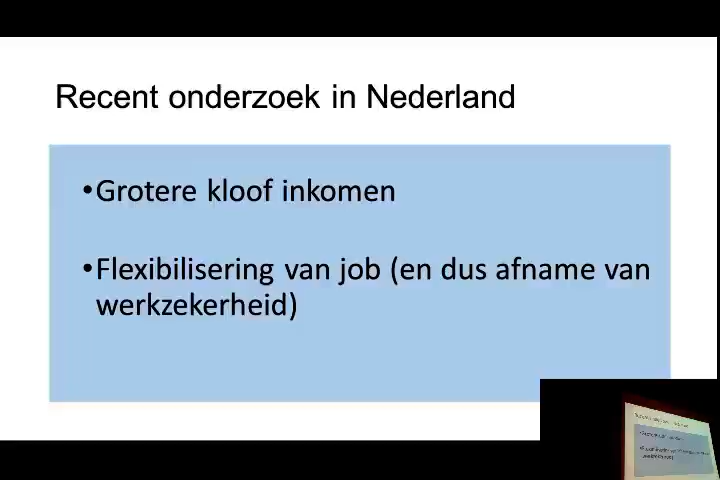 Recent onderzoek in Nederland
•Grotere kloof inkomen
•Flexibilisering van job (en dus afname van
werkzekerheid)